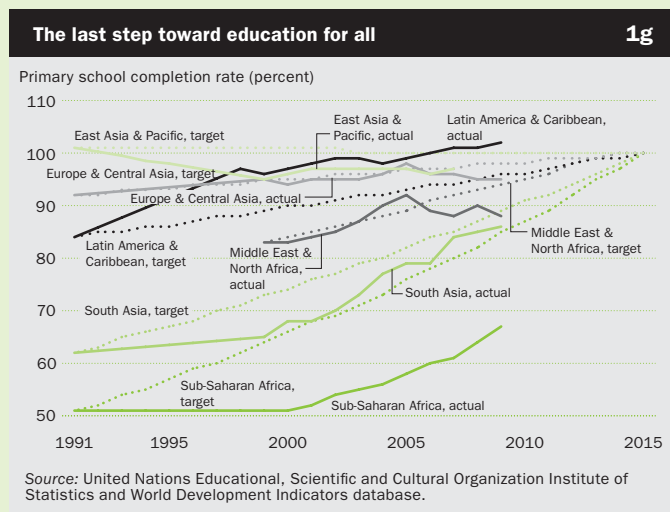 The last step toward education for all 1g
Primary school completion rate (percent)
110
100
90
80
70
60
50
East Asia & Pacific, target
East Asia &
Pacific, actual
Latin America & Caribbean,
actual
Europe & Central Asia, target
Europe & Central Asia, actual
Latin America &
Caribbean, target
Middle East &
North Africa,
actual
Middle East &
North Africa, target
South Asia, target
South Asia, actual
Sub-Saharan Africa,
target
Sub-Saharan Africa, actual
1991 1995 2000 2005 2010 2015
Source: United Nations Educational, Scientific and Cultural Organization Institute of
Statistics and World Development Indicators database.